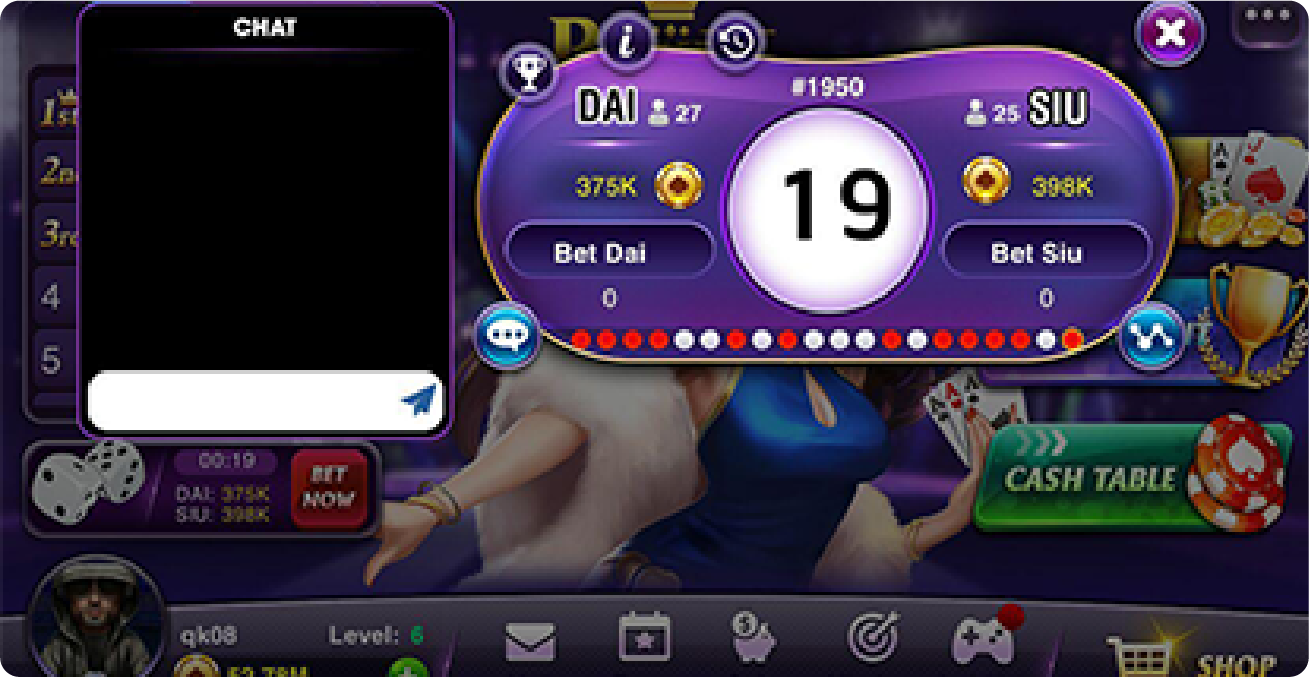 CHAT
#1950
DAI 27
25 SIU
375K
398K
19
Bet Dai
Bet Siu
0
0
1st
2nd
3rd
4
5
00:19
DAI: 375K
SIU: 398K
BET
NOW
CASH TABLE
qk08
Level: 6
52.78M
SHOP